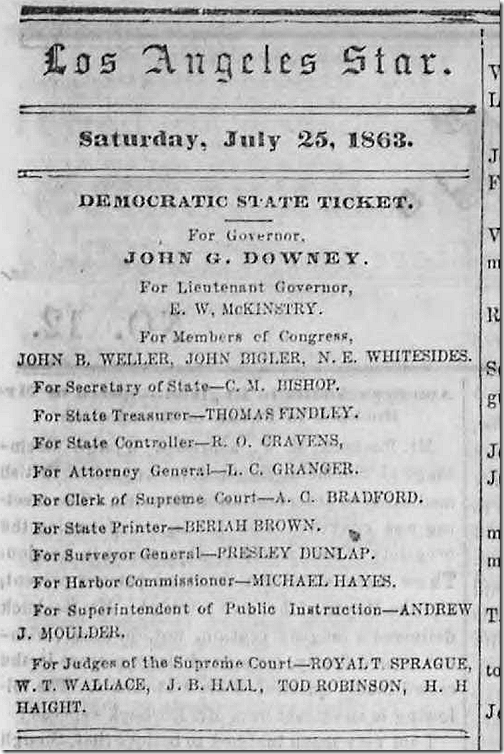 Los Angeles Star.
Saturday, July 25, 1863.
DEMOCRATIC STATE TICKET.
For Governor,
JOHN G. DOWNEY.
For Lieutenant Governor,
E. W. McKINSTRY.
For Members of Congress,
JOHN B. WELLER, JOHN BIGLER, N. E. WHITESIDES.
For Secretary of State—C. M. BISHOP.
For State Treasurer—THOMAS FINDLEY.
For State Controller—R. O. CRAVENS,
For Attorney General—L. C. GRANGER.
For Clerk of Supreme Court—A. C. BRADFORD.
For State Printer—BERIAH BROWN.
For Surveyor General—PRESLEY DUNLAP.
For Harbor Commissioner—MICHAEL HAYES.
For Superintendent of Public Instruction—ANDREW
J. MOULDER.
For Judges of the Supreme Court—ROYAL T. SPRAGUE,
W. T. WALLACE, J. B. HALL, TOD ROBINSON, H. H
HAIGHT.